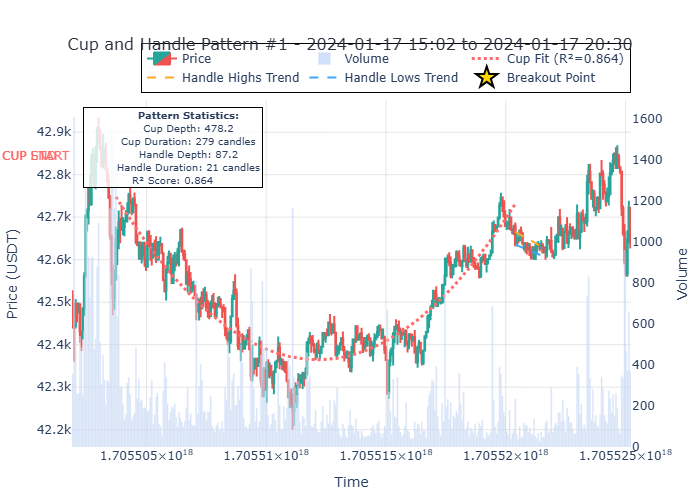 Cup and Handle Pattern #1 - 2024-01-17 15:02 to 2024-01-17 20:30
Price
Volume
Cup Fit (R²=0.864)
Handle Highs Trend
Handle Lows Trend
Breakout Point
Pattern Statistics:
Cup Depth: 478.2
Cup Duration: 279 candles
Handle Depth: 87.2
Handle Duration: 21 candles
R² Score: 0.864
CUP START
42.9k
42.8k
42.7k
42.6k
42.5k
42.4k
42.3k
42.2k
Price (USDT)
1600
1400
1200
1000
800
600
400
200
0
Volume
1.705505×10¹⁸
1.70551×10¹⁸
1.705515×10¹⁸
1.70552×10¹⁸
1.705525×10¹⁸
Time